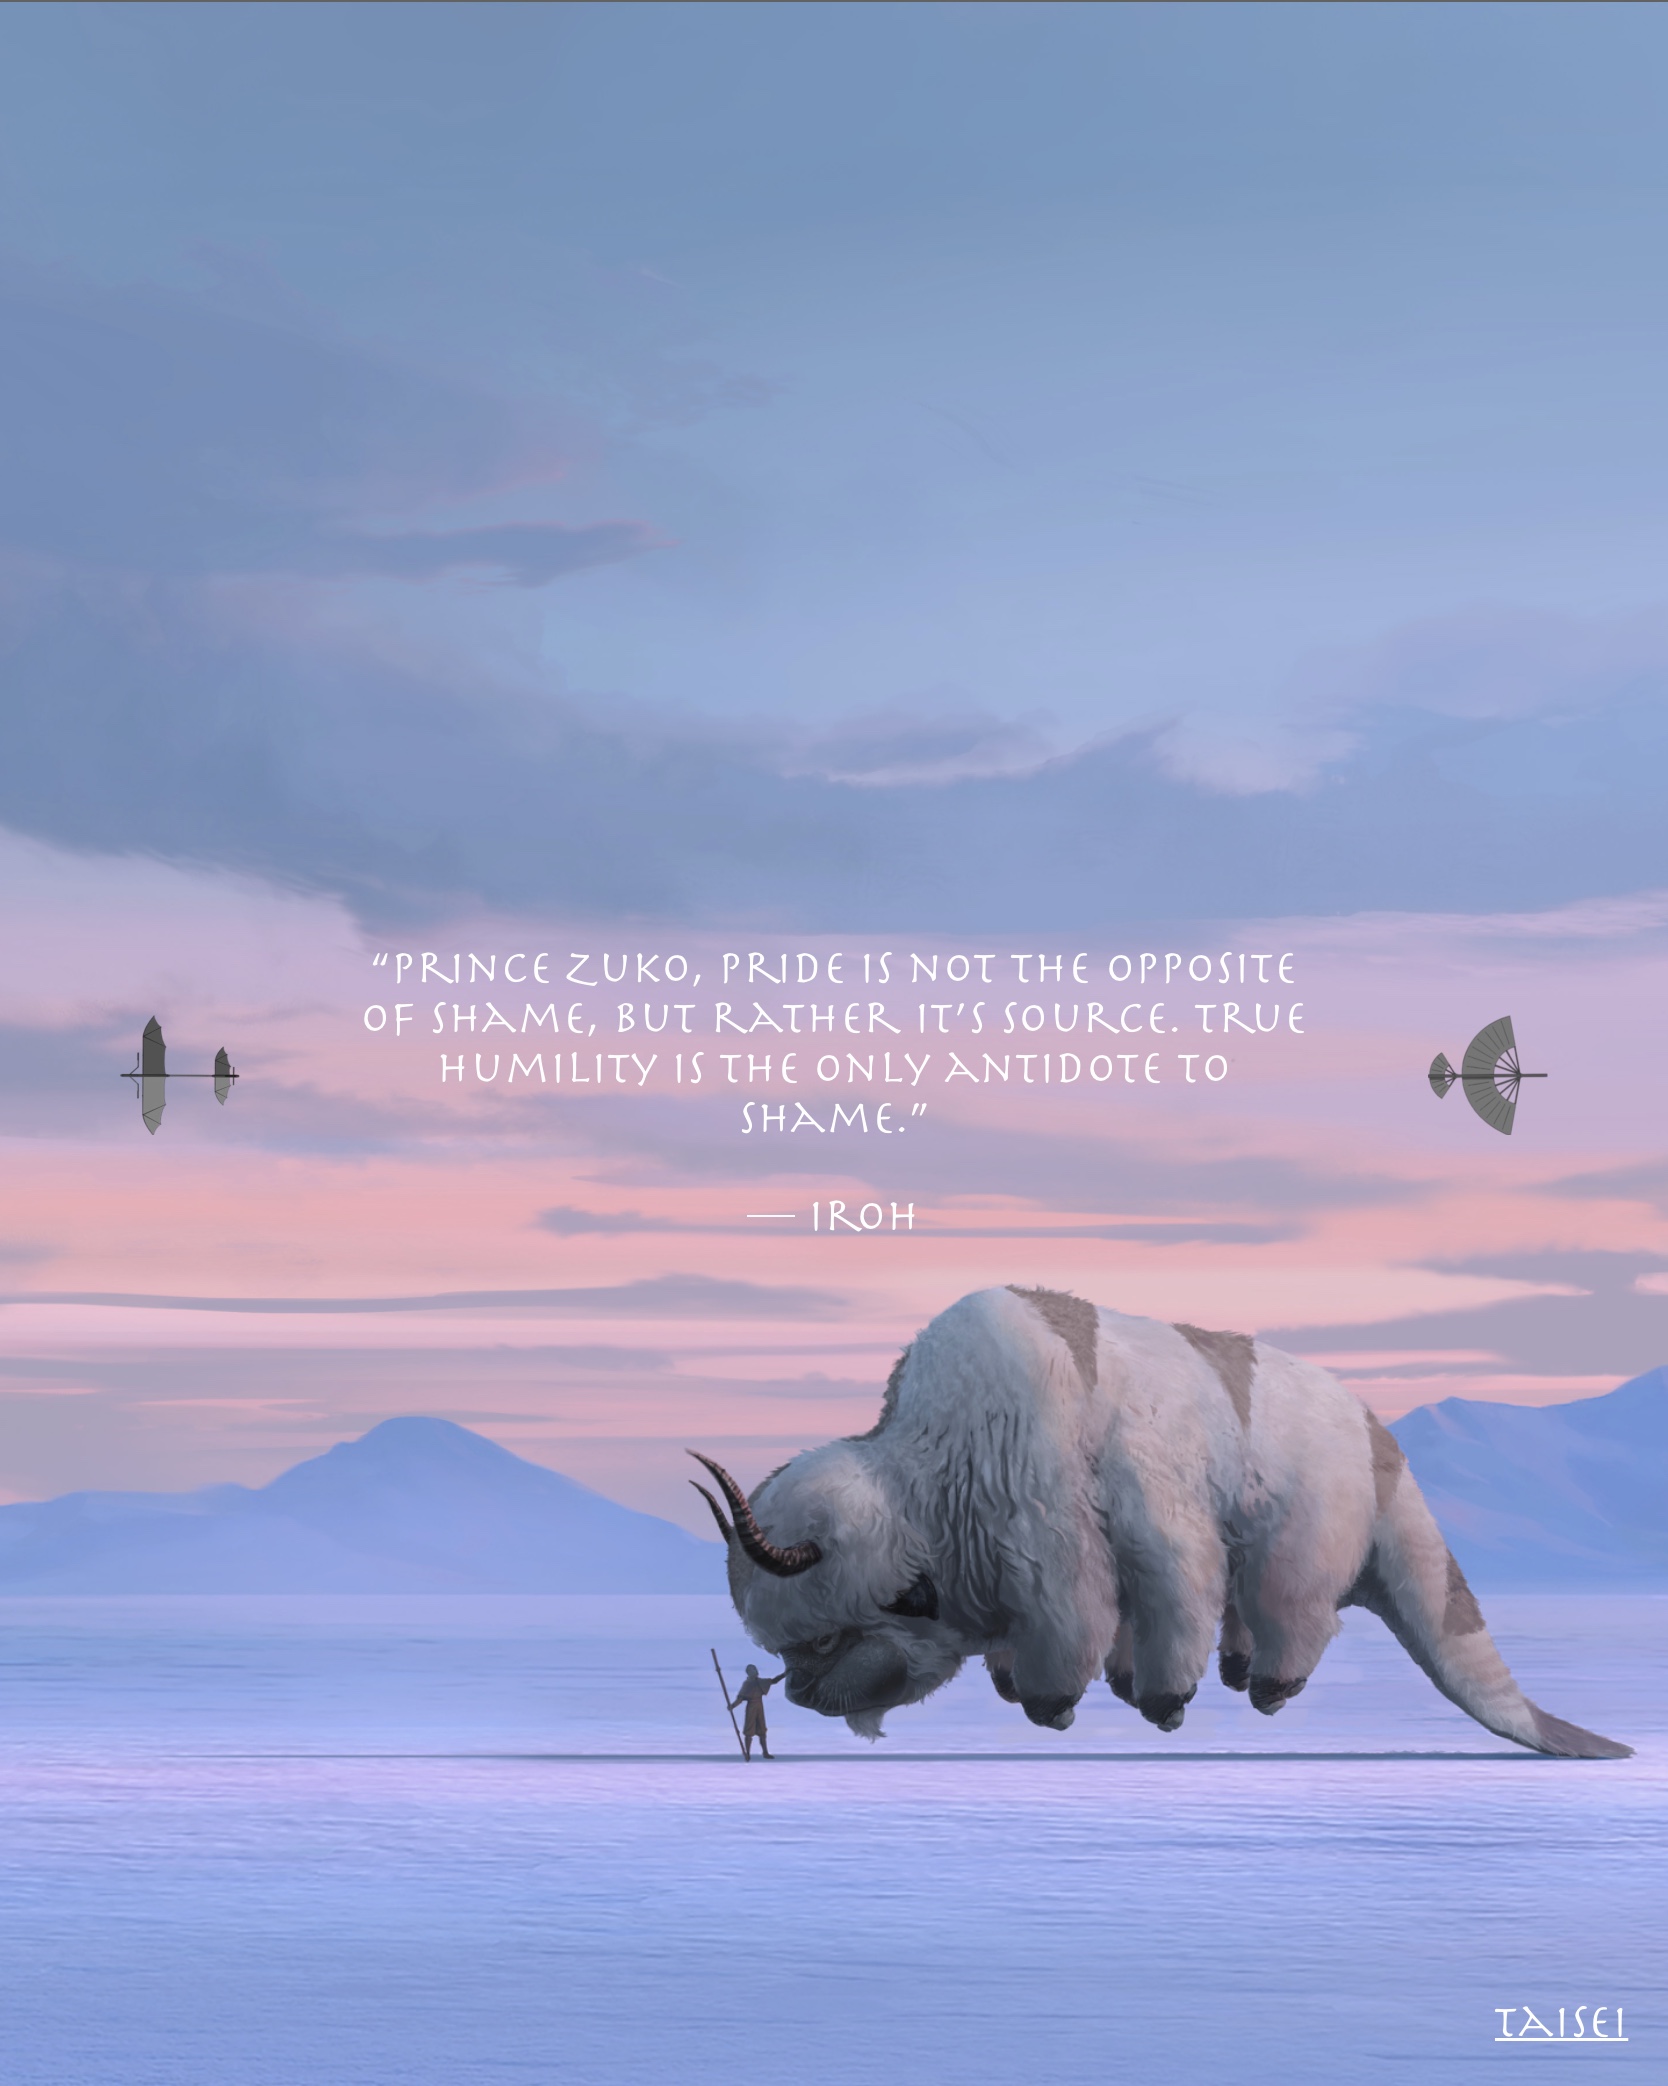 “PRINCE ZUKO, PRIDE IS NOT THE OPPOSITE
OF SHAME, BUT RATHER IT’S SOURCE. TRUE
HUMILITY IS THE ONLY ANTIDOTE TO
SHAME.”
— IROH
TAISEI